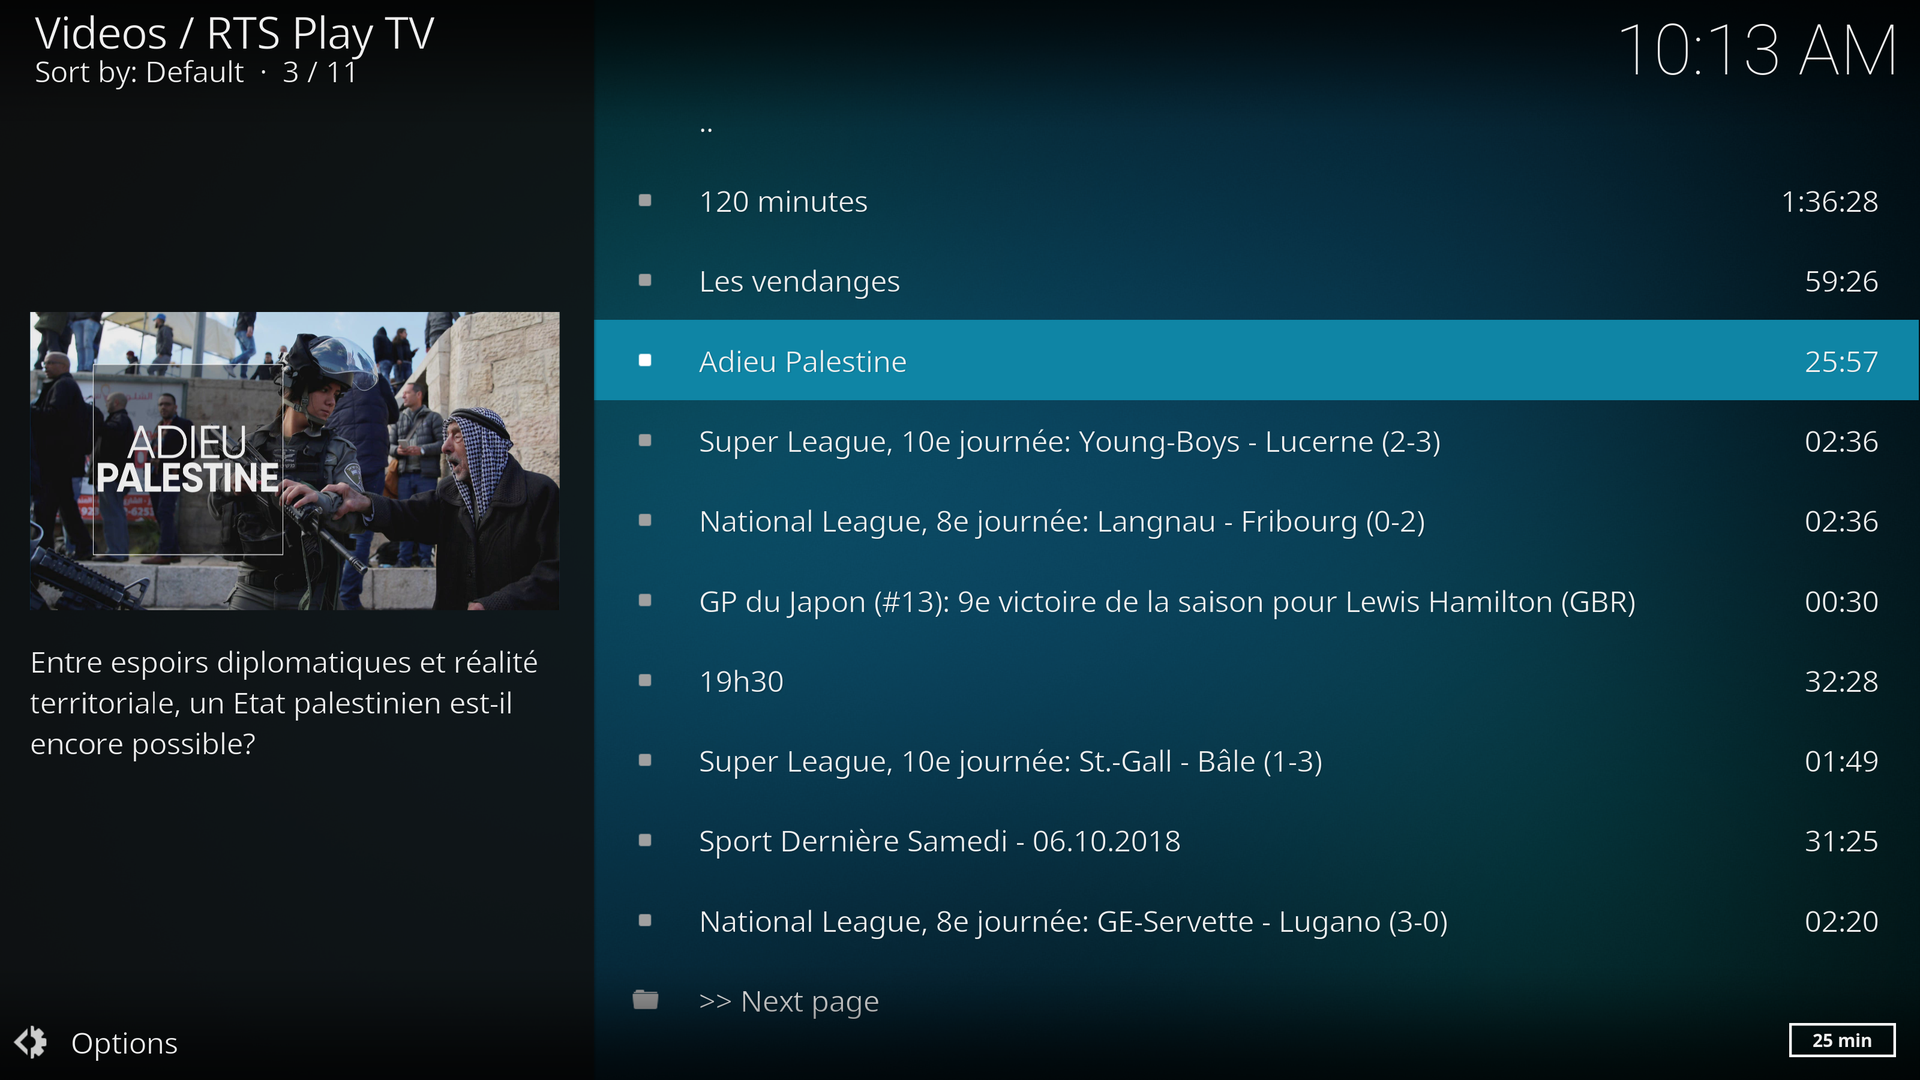 Videos / RTS Play TV
Sort by: Default · 3 / 11
10:13 AM
..
120 minutes 1:36:28
Les vendanges 59:26
Adieu Palestine 25:57
Super League, 10e journée: Young-Boys - Lucerne (2-3) 02:36
National League, 8e journée: Langnau - Fribourg (0-2) 02:36
GP du Japon (#13): 9e victoire de la saison pour Lewis Hamilton (GBR) 00:30
19h30 32:28
Super League, 10e journée: St.-Gall - Bâle (1-3) 01:49
Sport Dernière Samedi - 06.10.2018 31:25
National League, 8e journée: GE-Servette - Lugano (3-0) 02:20
>> Next page
ADIEU
PALESTINE
Entre espoirs diplomatiques et réalité
territoriale, un Etat palestinien est-il
encore possible?
Options
25 min